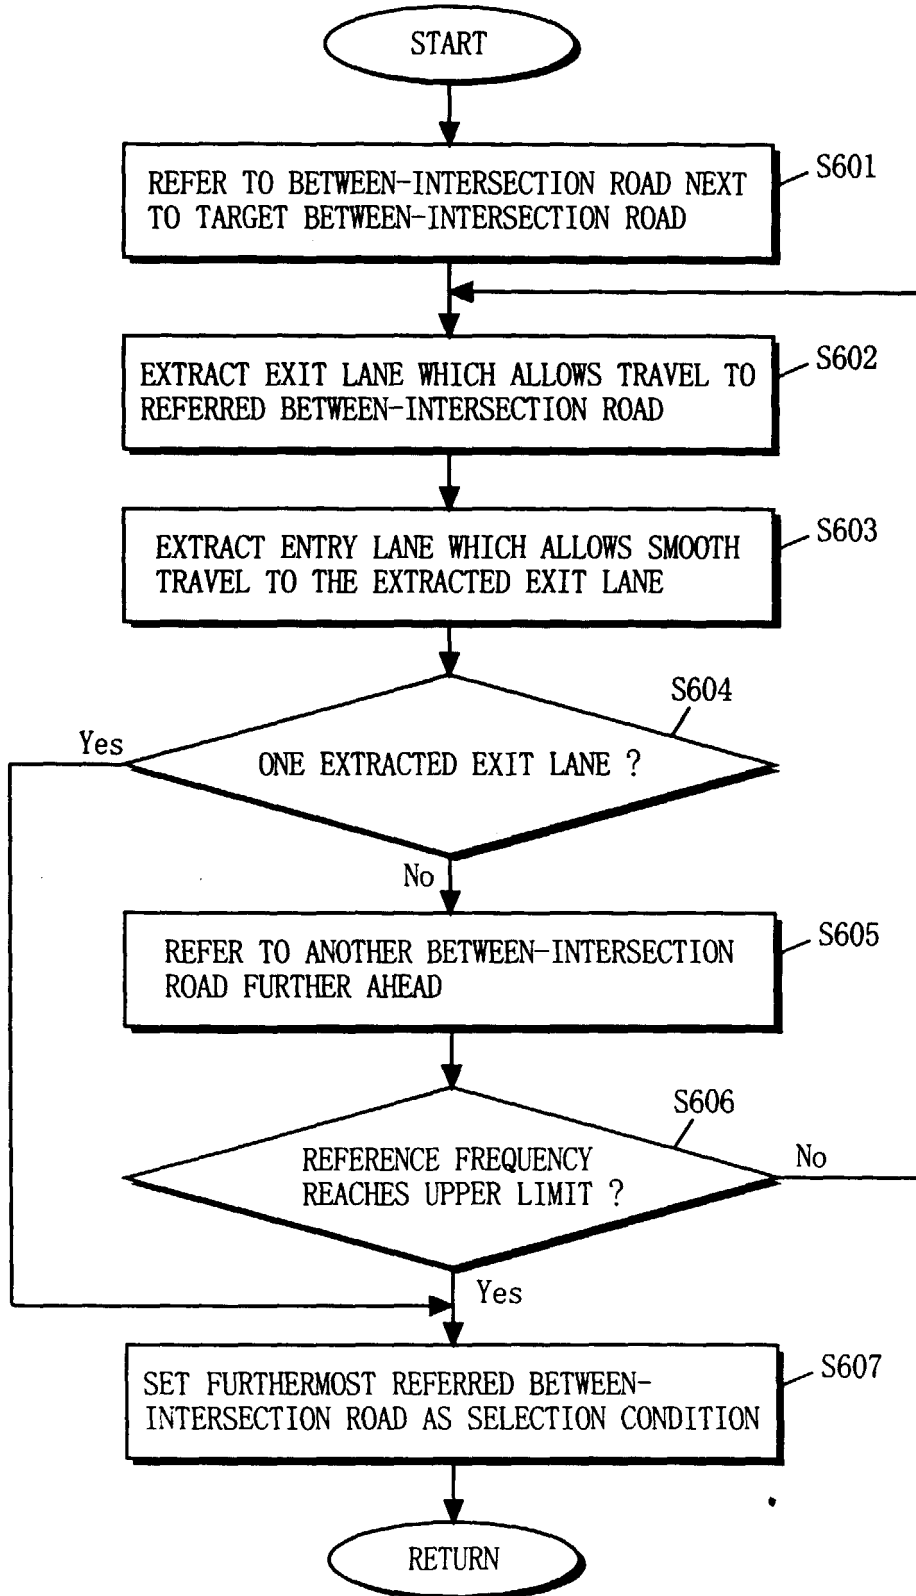 START
REFER TO BETWEEN-INTERSECTION ROAD NEXT
TO TARGET BETWEEN-INTERSECTION ROAD
S601
EXTRACT EXIT LANE WHICH ALLOWS TRAVEL TO
REFERRED BETWEEN-INTERSECTION ROAD
S602
EXTRACT ENTRY LANE WHICH ALLOWS SMOOTH
TRAVEL TO THE EXTRACTED EXIT LANE
S603
S604
Yes
ONE EXTRACTED EXIT LANE ?
No
REFER TO ANOTHER BETWEEN-INTERSECTION
ROAD FURTHER AHEAD
S605
S606
REFERENCE FREQUENCY
REACHES UPPER LIMIT ?
No
Yes
SET FURTHERMOST REFERRED BETWEEN-
INTERSECTION ROAD AS SELECTION CONDITION
S607
RETURN